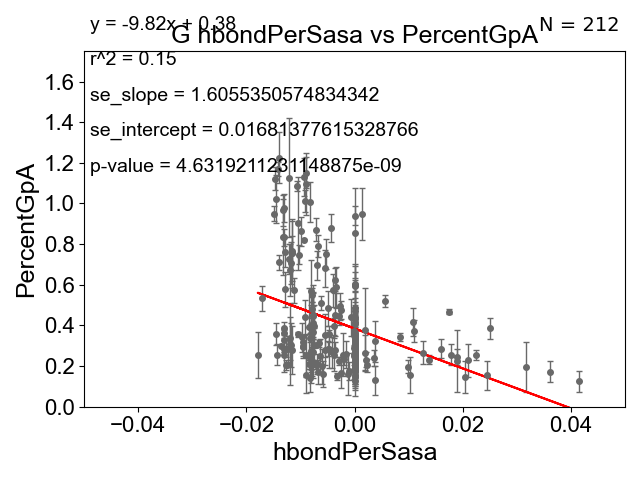 y = -9.82x + 0.38
N = 212
G hbondPerSasa vs PercentGpA
r^2 = 0.15
se_slope = 1.6055350574834342
se_intercept = 0.01681377615328766
p-value = 4.6319211231148875e-09
PercentGpA
1.6
1.4
1.2
1.0
0.8
0.6
0.4
0.2
0.0
−0.04 −0.02 0.00 0.02 0.04
hbondPerSasa